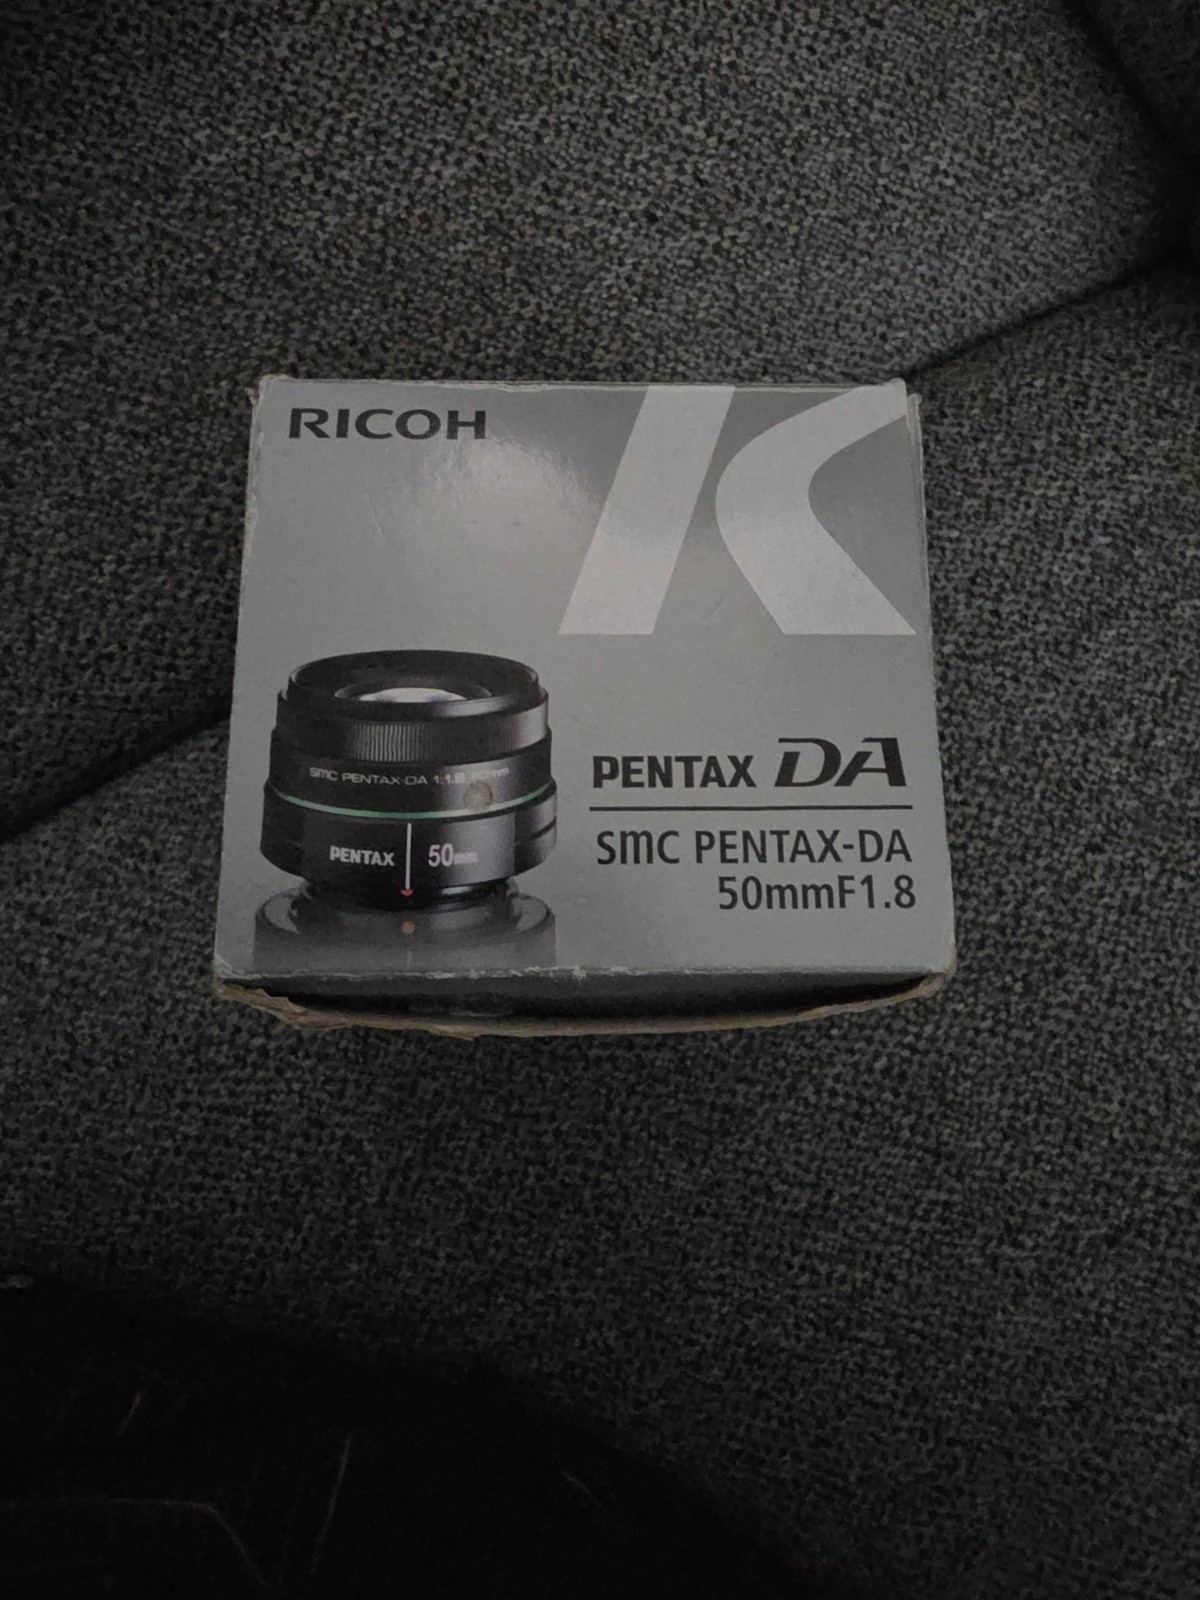 RICOH
K
smc PENTAX-DA 1:1.8 50mm
PENTAX 50mm
PENTAX DA
smc PENTAX-DA
50mmF1.8